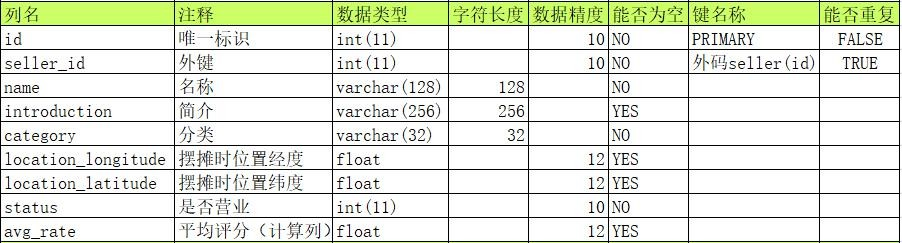 列名 注释 数据类型 字符长度 数据精度 能否为空 键名称 能否重复
id 唯一标识 int(11) 10 NO PRIMARY FALSE
seller_id 外键 int(11) 10 NO 外码seller(id) TRUE
name 名称 varchar(128) 128 NO
introduction 简介 varchar(256) 256 YES
category 分类 varchar(32) 32 NO
location_longitude 摆摊时位置经度 float 12 YES
location_latitude 摆摊时位置纬度 float 12 YES
status 是否营业 int(11) 10 NO
avg_rate 平均评分（计算列） float 12 YES